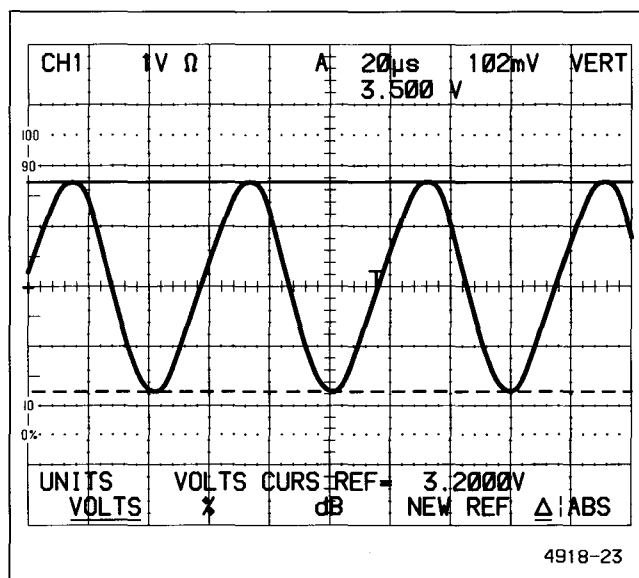 CH1 1V Ω A 20µs 102mV VERT
3.500 V
100
90
T
10
0%
UNITS VOLTS CURS REF= 3.2000V
VOLTS % dB NEW REF Δ¦ABS
4918-23